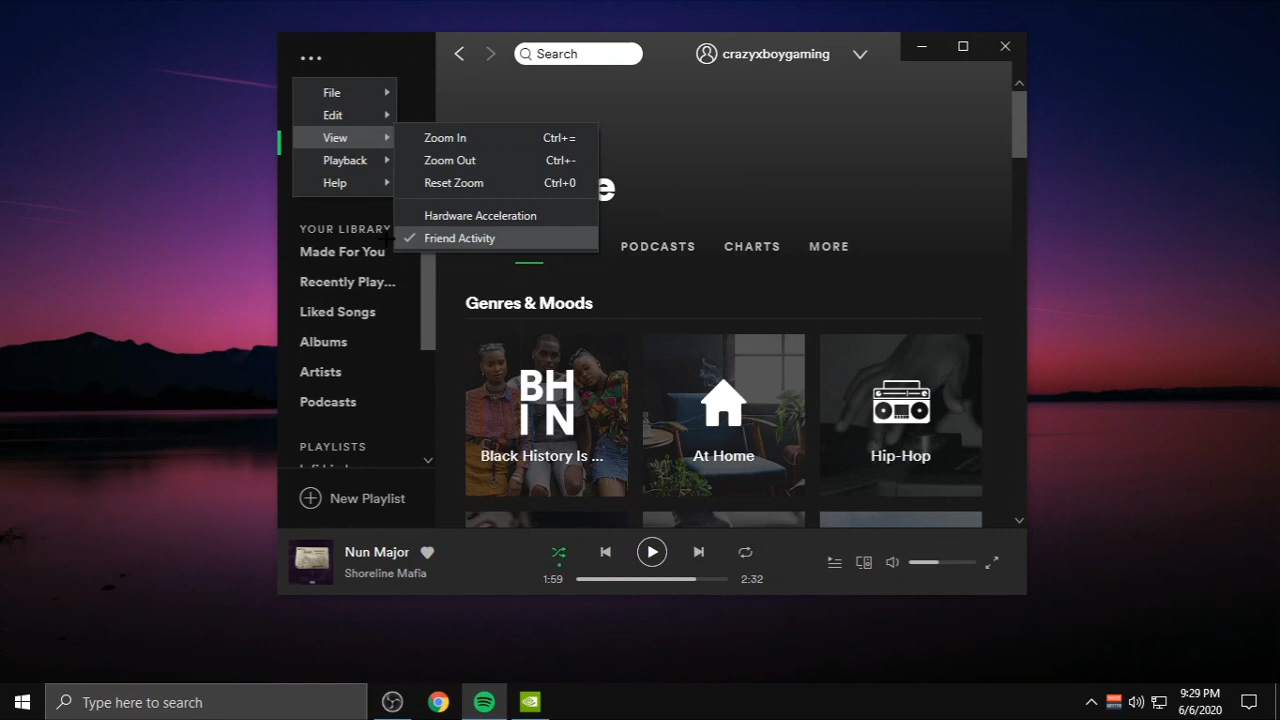 Search
crazyxboygaming
File
Edit
View
Playback
Help
Zoom In Ctrl+=
Zoom Out Ctrl+-
Reset Zoom Ctrl+0
Hardware Acceleration
Friend Activity
e
YOUR LIBRARY
Made For You
Recently Play...
Liked Songs
Albums
Artists
Podcasts
PLAYLISTS
New Playlist
PODCASTS CHARTS MORE
Genres & Moods
BH
IN
Black History Is ...
At Home
Hip-Hop
Nun Major
Shoreline Mafia
1:59
2:32
Type here to search
9:29 PM
6/6/2020